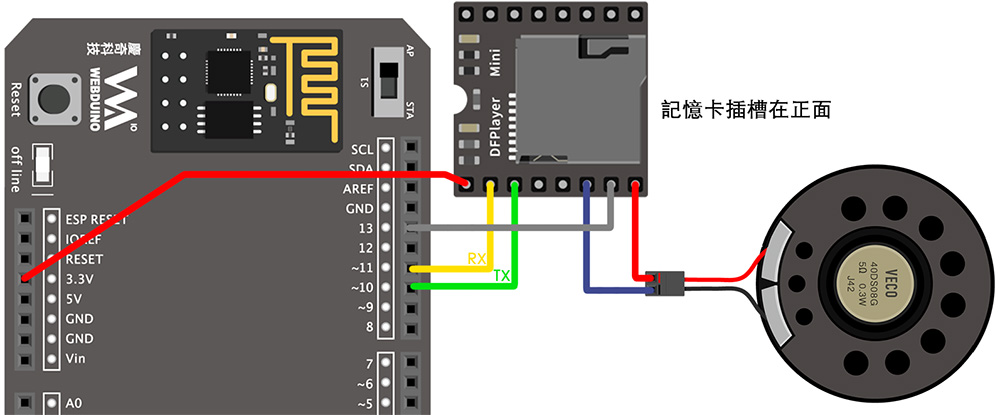 慶奇科技
WEBDUINO
IO
Reset
off line
AP
S1
STA
ESP RESET
IOREF
RESET
3.3V
5V
GND
GND
Vin
A0
SCL
SDA
AREF
GND
13
12
~11
~10
~9
8
7
~6
~5
RX
TX
DFPlayer Mini
記憶卡插槽在正面
VECO
40DS08G
5Ω 0.3W
J42